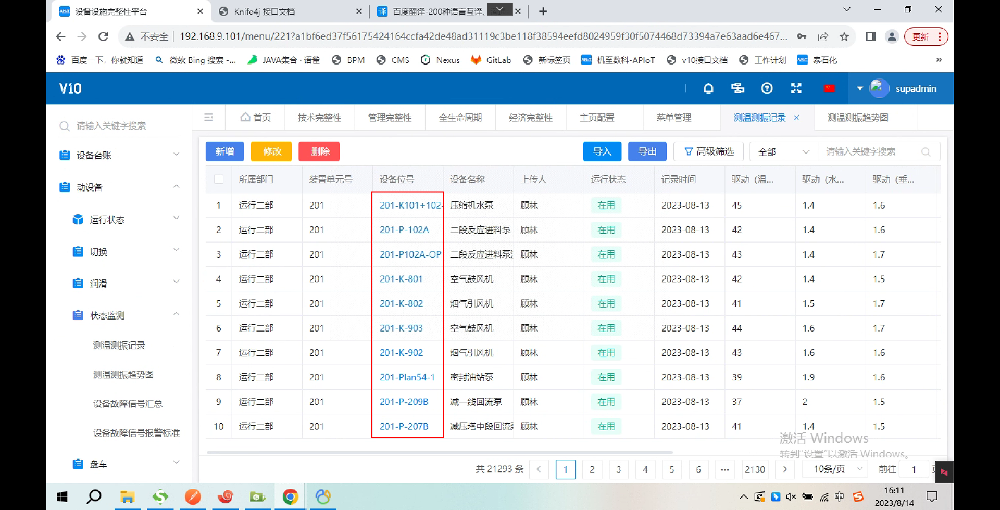 设备设施完整性平台
Knife4j 接口文档
百度翻译-200种语言互译、
不安全
192.168.9.101/menu/221?a1bf6ed37f56175424164ccfa42de48ad31119c3be118f38594eefd8024959f30f5074468d73394a7e63aad6e467...
更新
百度一下，你就知道
微软 Bing 搜索 -...
JAVA集合 · 语雀
BPM
CMS
Nexus
GitLab
新标签页
机至数科-APIoT
v10接口文档
工作计划
泰石化
V10
supadmin
请输入关键字搜索
首页
技术完整性
管理完整性
全生命周期
经济完整性
主页配置
菜单管理
测温测振记录
测温测振趋势图
设备台账
动设备
运行状态
切换
润滑
状态监测
测温测振记录
测温测振趋势图
设备故障信号汇总
设备故障信号报警标准
盘车
新增 修改 删除 导入 导出 高级筛选 全部 请输入关键字搜索
所属部门 装置单元号 设备位号 设备名称 上传人 运行状态 记录时间 驱动（温... 驱动（水... 驱动（垂...
1 运行二部 201 201-K101+102- 压缩机水泵 顾林 在用 2023-08-13 45 1.4 1.6
2 运行二部 201 201-P-102A 二段反应进料泵 顾林 在用 2023-08-13 42 1.4 1.6
3 运行二部 201 201-P102A-OP 二段反应进料泵 顾林 在用 2023-08-13 43 1.4 1.7
4 运行二部 201 201-K-801 空气鼓风机 顾林 在用 2023-08-13 42 1.4 1.5
5 运行二部 201 201-K-802 烟气引风机 顾林 在用 2023-08-13 41 1.5 1.7
6 运行二部 201 201-K-903 空气鼓风机 顾林 在用 2023-08-13 44 1.6 1.7
7 运行二部 201 201-K-902 烟气引风机 顾林 在用 2023-08-13 43 1.6 1.6
8 运行二部 201 201-Plan54-1 密封油站泵 顾林 在用 2023-08-13 39 1.9 1.6
9 运行二部 201 201-P-209B 减一线回流泵 顾林 在用 2023-08-13 37 2 1.5
10 运行二部 201 201-P-207B 减压塔中段回流 顾林 在用 2023-08-13 41 1.4 1.5
激活 Windows
转到“设置”以激活 Windows。
共 21293 条 1 2 3 4 5 6 ... 2130 10条/页 前往 1
中
16:11
2023/8/14